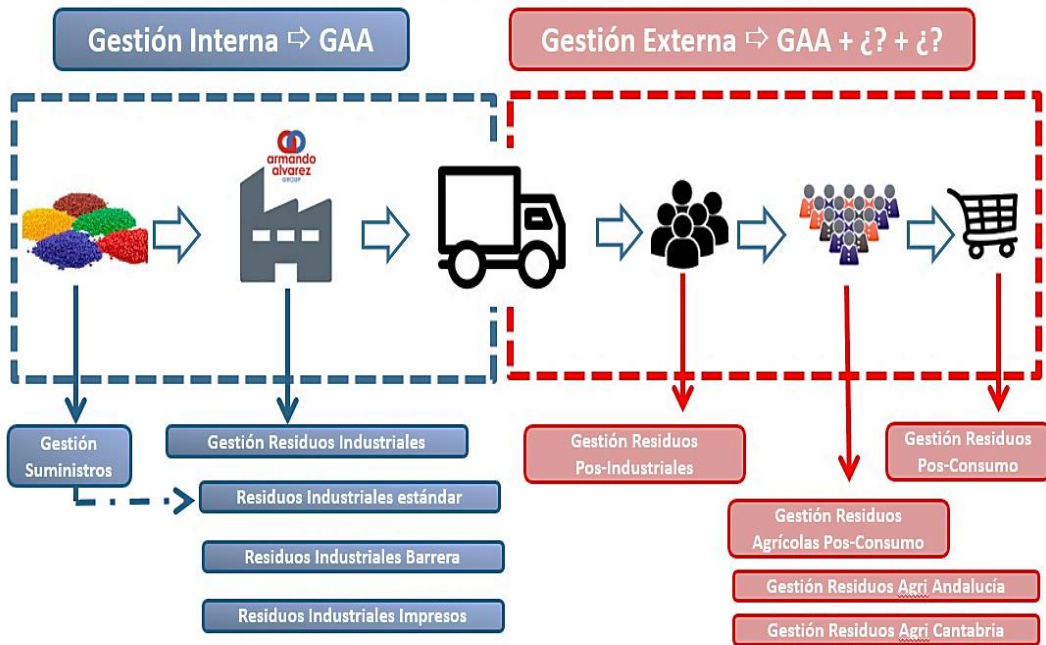 Gestión Interna ⇨ GAA
Gestión Externa ⇨ GAA + ¿? + ¿?
armando
alvarez
GROUP
Gestión
Suministros
Gestión Residuos Industriales
Residuos Industriales estándar
Residuos Industriales Barrera
Residuos Industriales Impresos
Gestión Residuos
Pos-Industriales
Gestión Residuos
Pos-Consumo
Gestión Residuos
Agrícolas Pos-Consumo
Gestión Residuos Agri Andalucía
Gestión Residuos Agri Cantabria